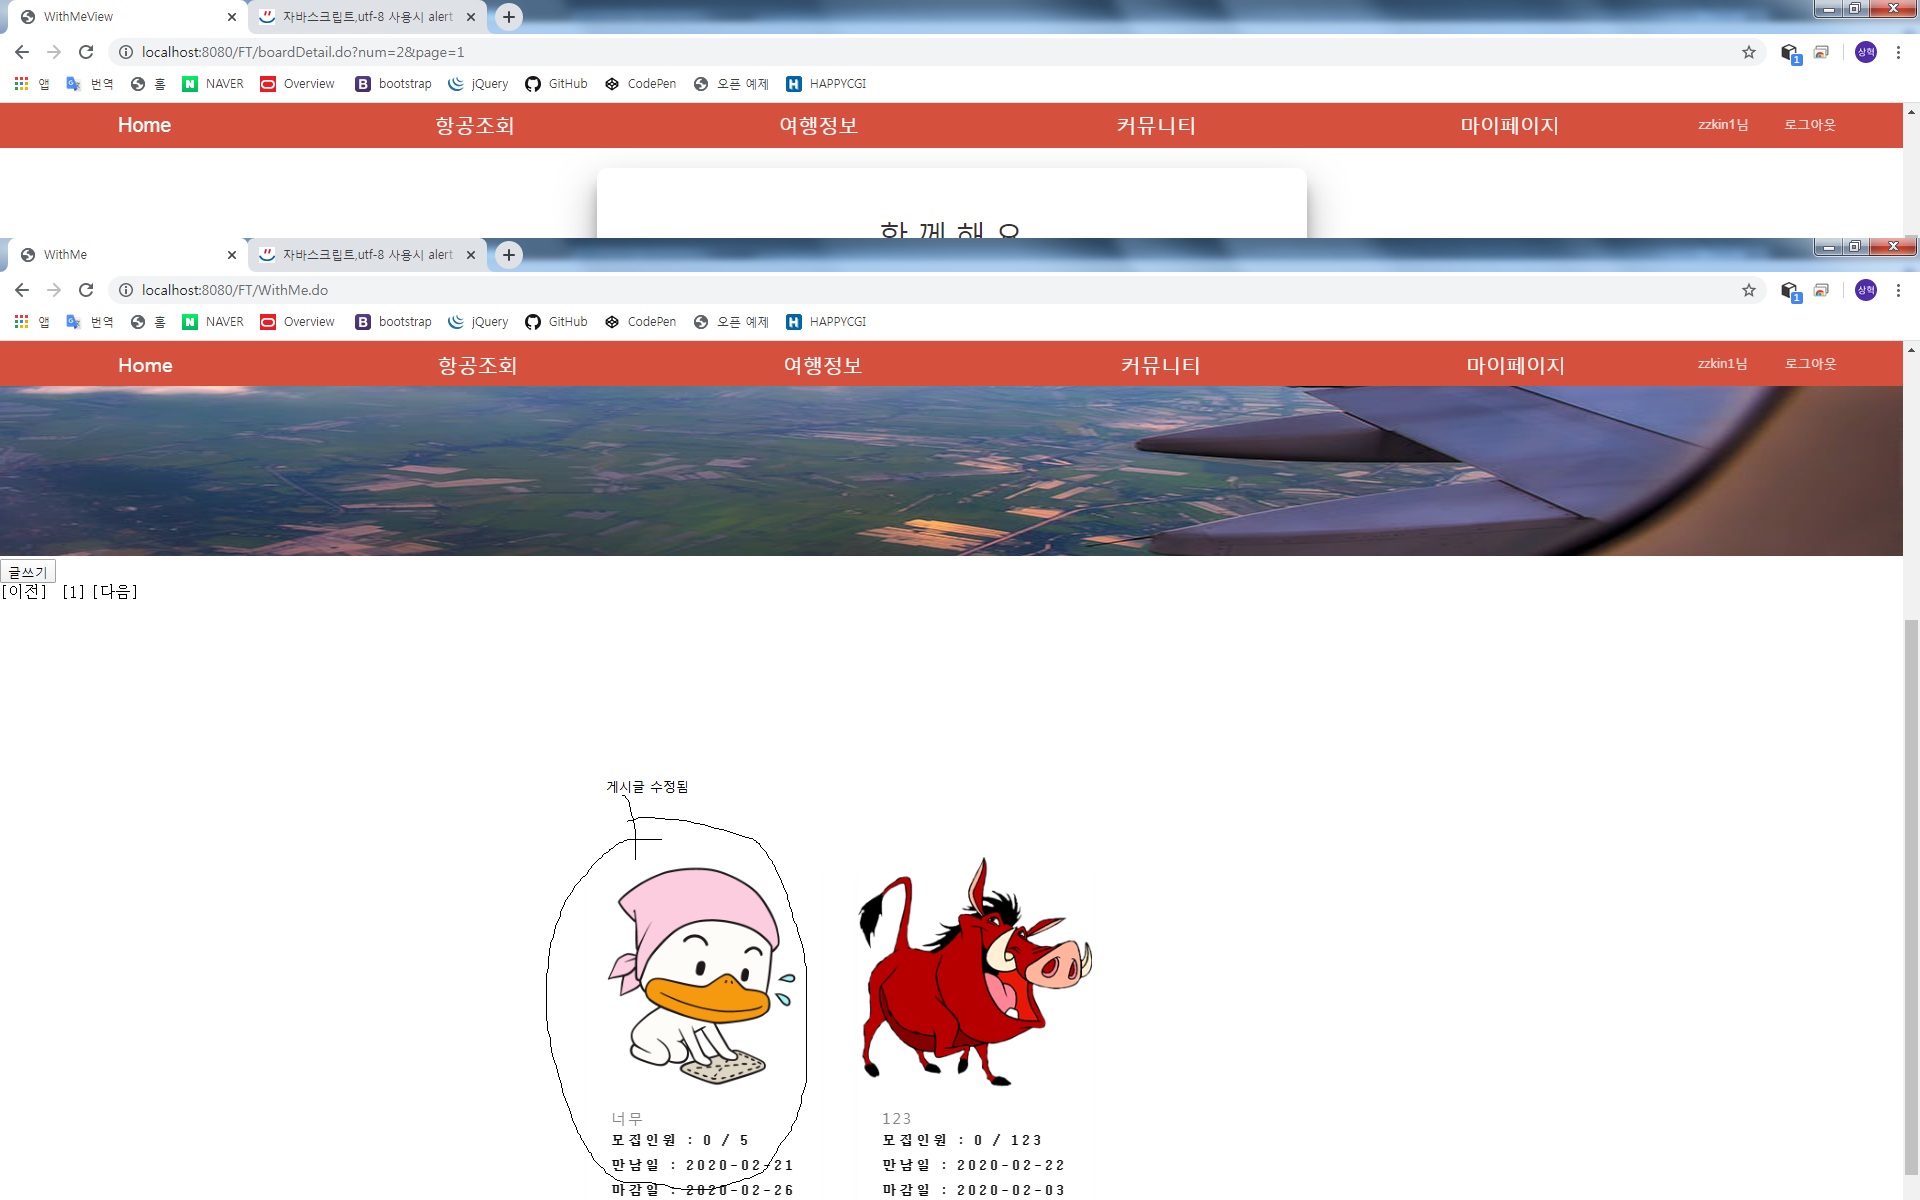 WithMeView
자바스크립트,utf-8 사용시 alert
localhost:8080/FT/boardDetail.do?num=2&page=1
상혁
앱 번역 홈 NAVER Overview bootstrap jQuery GitHub CodePen 오픈 예제 HAPPYCGI
Home 항공조회 여행정보 커뮤니티 마이페이지 zzkin1님 로그아웃
함께해요
WithMe
자바스크립트,utf-8 사용시 alert
localhost:8080/FT/WithMe.do
상혁
앱 번역 홈 NAVER Overview bootstrap jQuery GitHub CodePen 오픈 예제 HAPPYCGI
Home 항공조회 여행정보 커뮤니티 마이페이지 zzkin1님 로그아웃
글쓰기
[이전] [1] [다음]
게시글 수정됨
너무
모집인원 : 0 / 5
만남일 : 2020-02-21
마감일 : 2020-02-26
123
모집인원 : 0 / 123
만남일 : 2020-02-22
마감일 : 2020-02-03